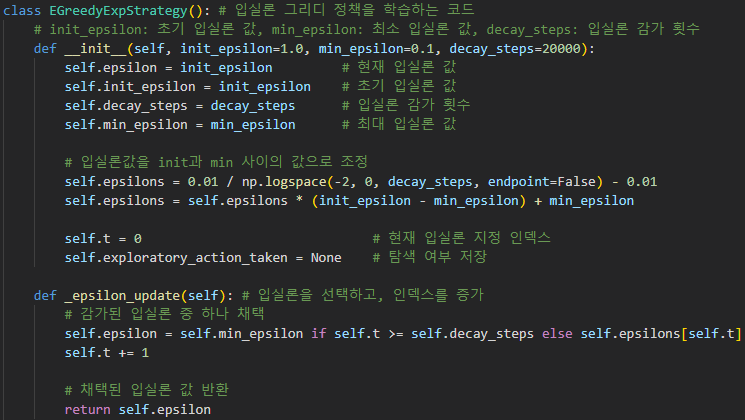 class EGreedyExpStrategy(): # 입실론 그리디 정책을 학습하는 코드
    # init_epsilon: 초기 입실론 값, min_epsilon: 최소 입실론 값, decay_steps: 입실론 감가 횟수
    def __init__(self, init_epsilon=1.0, min_epsilon=0.1, decay_steps=20000):
        self.epsilon = init_epsilon         # 현재 입실론 값
        self.init_epsilon = init_epsilon    # 초기 입실론 값
        self.decay_steps = decay_steps      # 입실론 감가 횟수
        self.min_epsilon = min_epsilon      # 최대 입실론 값
        # 입실론값을 init과 min 사이의 값으로 조정
        self.epsilons = 0.01 / np.logspace(-2, 0, decay_steps, endpoint=False) - 0.01
        self.epsilons = self.epsilons * (init_epsilon - min_epsilon) + min_epsilon
        self.t = 0                              # 현재 입실론 지정 인덱스
        self.exploratory_action_taken = None    # 탐색 여부 저장
    def _epsilon_update(self): # 입실론을 선택하고, 인덱스를 증가
        # 감가된 입실론 중 하나 채택
        self.epsilon = self.min_epsilon if self.t >= self.decay_steps else self.epsilons[self.t]
        self.t += 1
        # 채택된 입실론 값 반환
        return self.epsilon